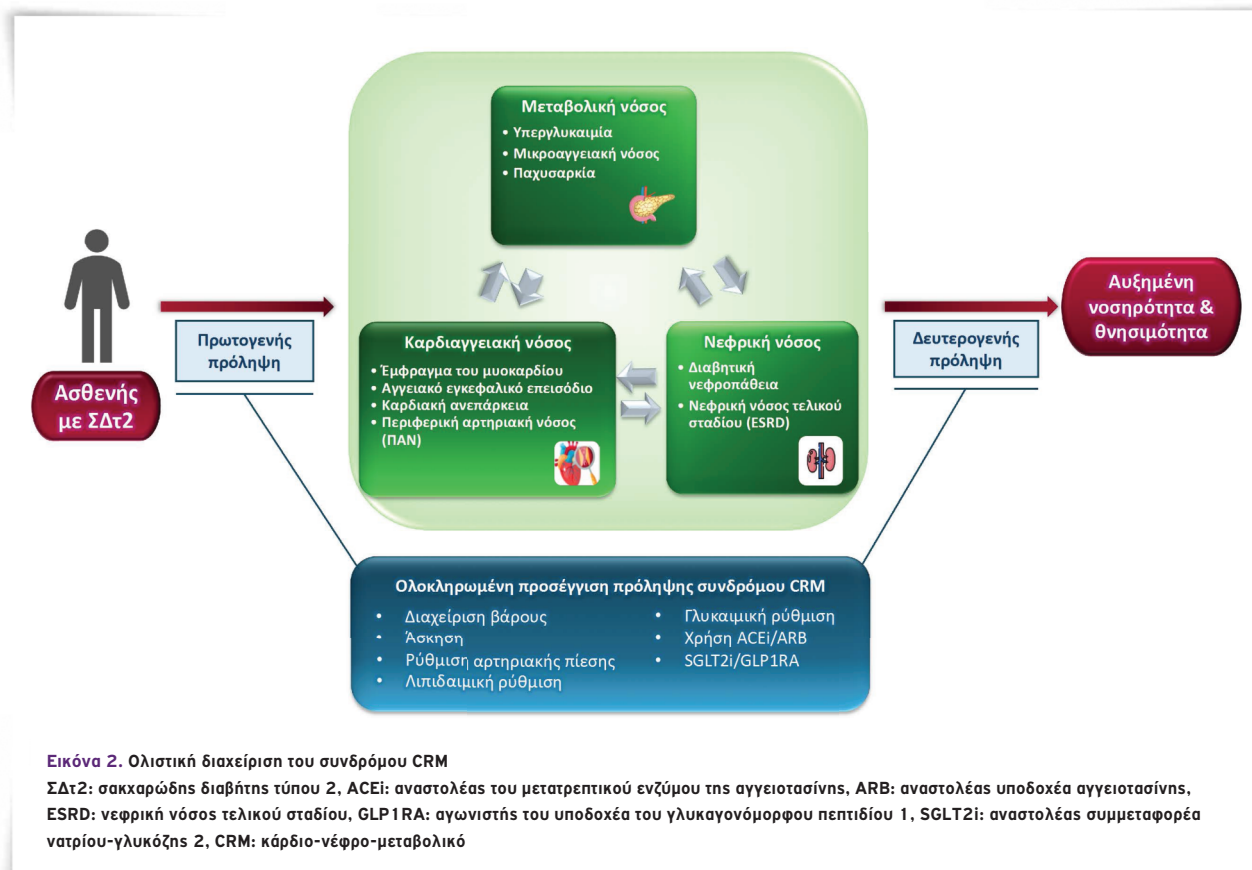 Μεταβολική νόσος
• Υπεργλυκαιμία
• Μικροαγγειακή νόσος
• Παχυσαρκία
Ασθενής
με ΣΔτ2
Πρωτογενής
πρόληψη
Καρδιαγγειακή νόσος
• Έμφραγμα του μυοκαρδίου
• Αγγειακό εγκεφαλικό επεισόδιο
• Καρδιακή ανεπάρκεια
• Περιφερική αρτηριακή νόσος
(ΠΑΝ)
Νεφρική νόσος
• Διαβητική
νεφροπάθεια
• Νεφρική νόσος τελικού
σταδίου (ESRD)
Δευτερογενής
πρόληψη
Αυξημένη
νοσηρότητα &
θνησιμότητα
Ολοκληρωμένη προσέγγιση πρόληψης συνδρόμου CRM
• Διαχείριση βάρους
• Άσκηση
• Ρύθμιση αρτηριακής πίεσης
• Λιπιδαιμική ρύθμιση
• Γλυκαιμική ρύθμιση
• Χρήση ACEi/ARB
• SGLT2i/GLP1RA
Εικόνα 2. Ολιστική διαχείριση του συνδρόμου CRM
ΣΔτ2: σακχαρώδης διαβήτης τύπου 2, ACEi: αναστολέας του μετατρεπτικού ενζύμου της αγγειοτασίνης, ARB: αναστολέας υποδοχέα αγγειοτασίνης,
ESRD: νεφρική νόσος τελικού σταδίου, GLP1RA: αγωνιστής του υποδοχέα του γλυκαγονόμορφου πεπτιδίου 1, SGLT2i: αναστολέας συμμεταφορέα
νατρίου-γλυκόζης 2, CRM: κάρδιο-νέφρο-μεταβολικό